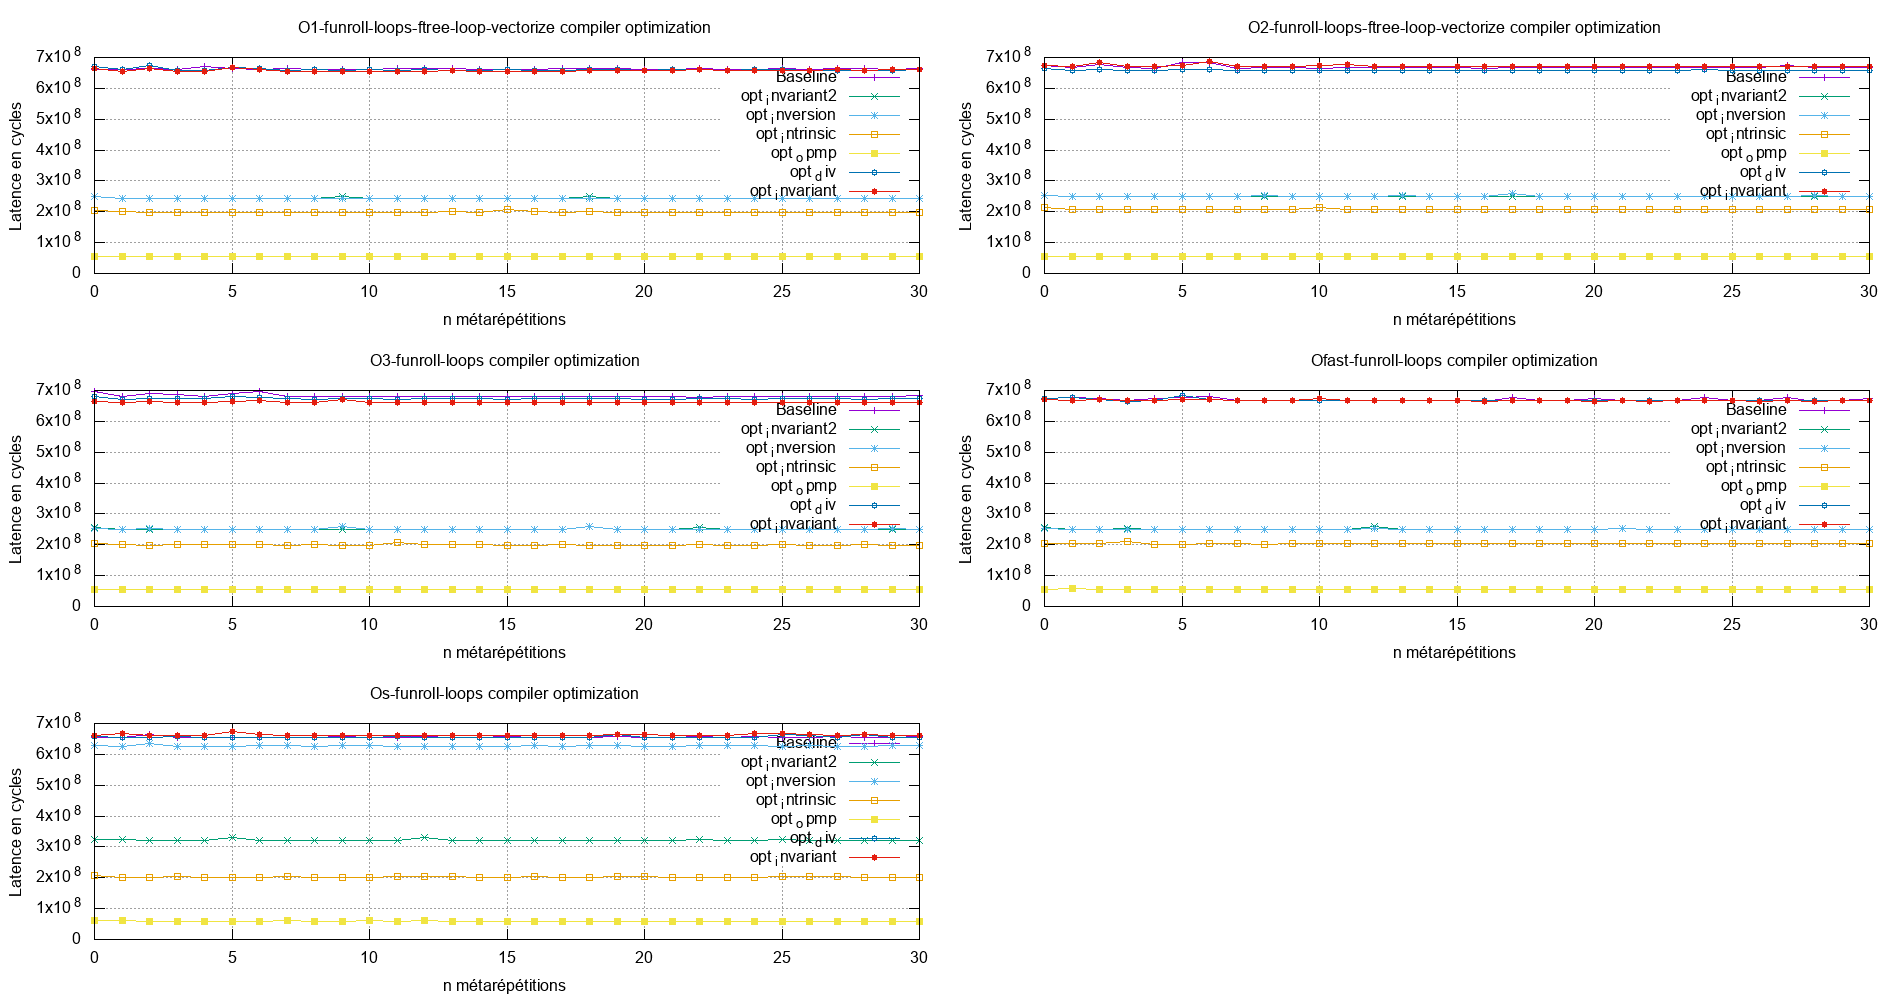 O1-funroll-loops-ftree-loop-vectorize compiler optimization
Latence en cycles
7x10^8
6x10^8
5x10^8
4x10^8
3x10^8
2x10^8
1x10^8
0
Baseline
opt_invariant2
opt_inversion
opt_intrinsic
opt_opmp
opt_div
opt_invariant
0 5 10 15 20 25 30
n métarépétitions
O2-funroll-loops-ftree-loop-vectorize compiler optimization
Latence en cycles
7x10^8
6x10^8
5x10^8
4x10^8
3x10^8
2x10^8
1x10^8
0
Baseline
opt_invariant2
opt_inversion
opt_intrinsic
opt_opmp
opt_div
opt_invariant
0 5 10 15 20 25 30
n métarépétitions
O3-funroll-loops compiler optimization
Latence en cycles
7x10^8
6x10^8
5x10^8
4x10^8
3x10^8
2x10^8
1x10^8
0
Baseline
opt_invariant2
opt_inversion
opt_intrinsic
opt_opmp
opt_div
opt_invariant
0 5 10 15 20 25 30
n métarépétitions
Ofast-funroll-loops compiler optimization
Latence en cycles
7x10^8
6x10^8
5x10^8
4x10^8
3x10^8
2x10^8
1x10^8
0
Baseline
opt_invariant2
opt_inversion
opt_intrinsic
opt_opmp
opt_div
opt_invariant
0 5 10 15 20 25 30
n métarépétitions
Os-funroll-loops compiler optimization
Latence en cycles
7x10^8
6x10^8
5x10^8
4x10^8
3x10^8
2x10^8
1x10^8
0
Baseline
opt_invariant2
opt_inversion
opt_intrinsic
opt_opmp
opt_div
opt_invariant
0 5 10 15 20 25 30
n métarépétitions